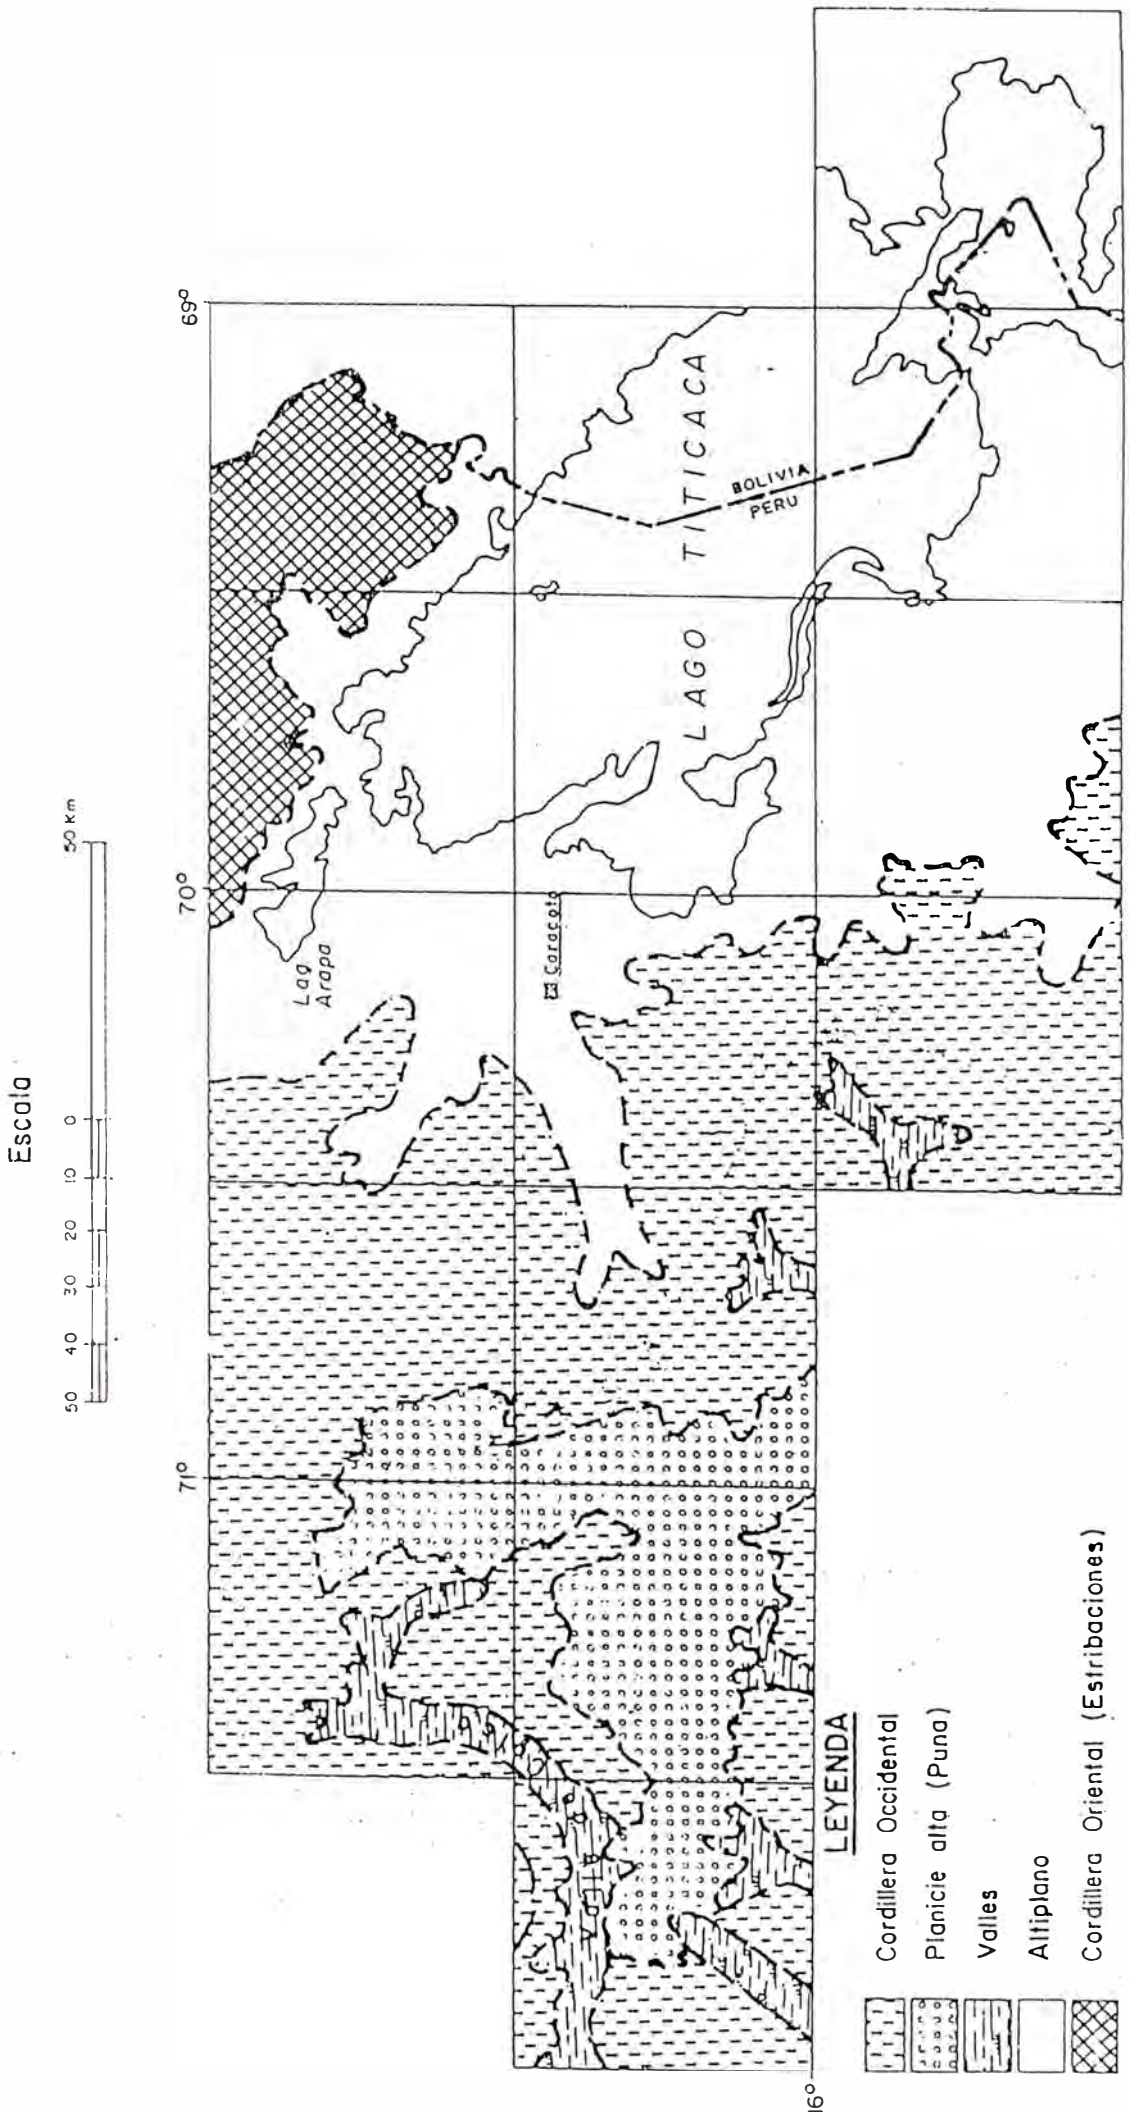 Escala
50 40 30 20 10 0 50 Km
71° 70° 69°
Lag
Arapa
Caracoto
LAGO TITICACA
BOLIVIA
PERU
16°
LEYENDA
Cordillera Occidental
Planicie alta (Puna)
Valles
Altiplano
Cordillera Oriental (Estribaciones)